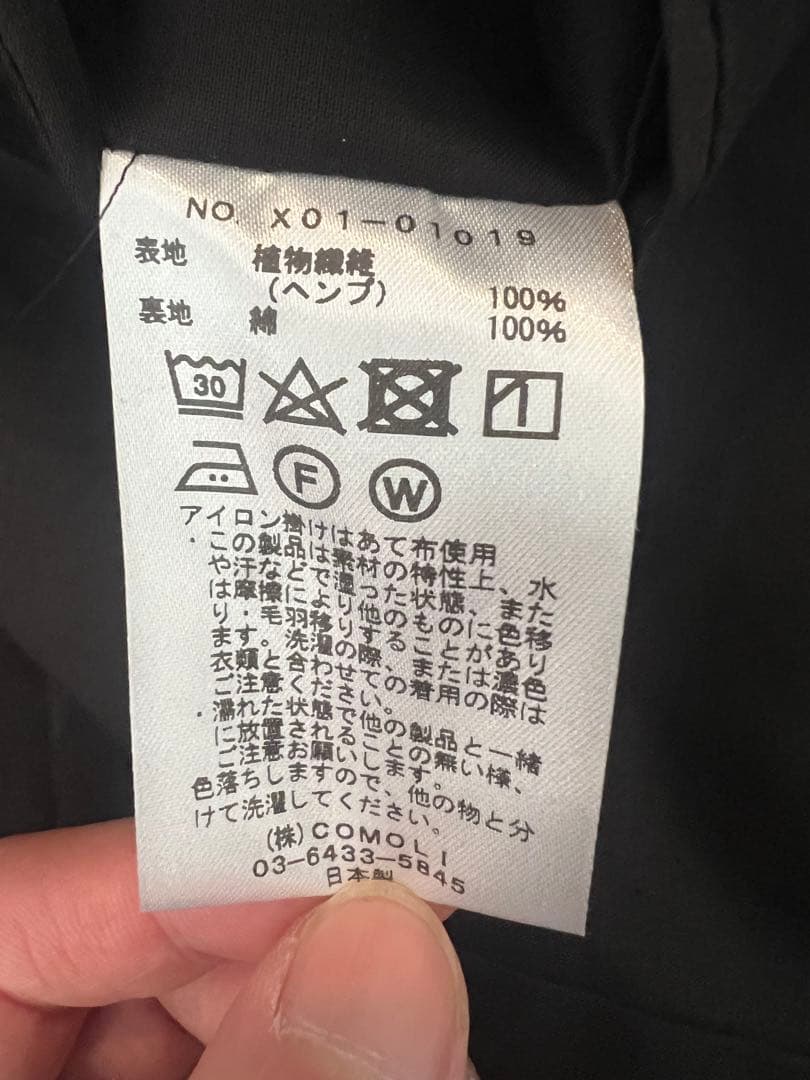 NO. X01-01019
表地 植物繊維
(ヘンプ) 100%
裏地 綿 100%
30
F W
アイロン掛けはあて布使用
・この製品は素材の特性上、水
や汗などで湿った状態、また
は摩擦により他のものに色移
り・毛羽移りすることがあり
ます。洗濯の際、または濃色
衣類と合わせての着用の際は
ご注意ください。
・濡れた状態で他の製品と一緒
に放置されることの無い様、
ご注意お願いします。
色落ちしますので、他の物と分
けて洗濯してください。
(株)COMOLI
03-6433-5845
日本製